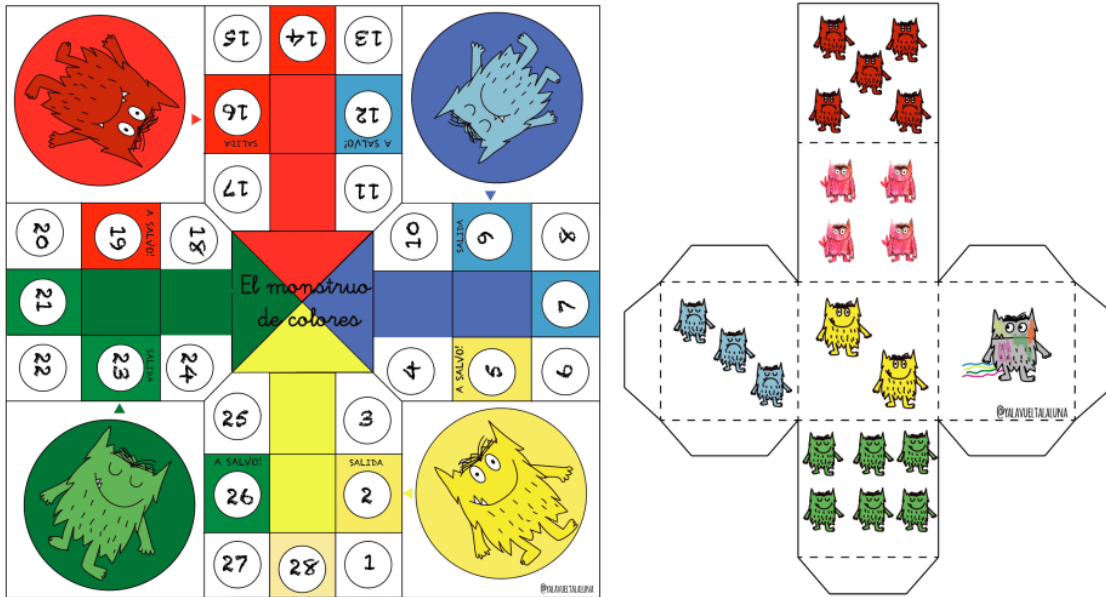 15
14
13
16
SALIDA
12
A SALVO!
17
11
20
19
A SALVO!
18
10
SALIDA
9
8
21
El monstruo
de colores
7
22
23
SALIDA
24
4
A SALVO!
5
6
25
3
A SALVO!
26
SALIDA
2
27
28
1
@YALAVUELTALALUNA
@YALAVUELTALALUNA